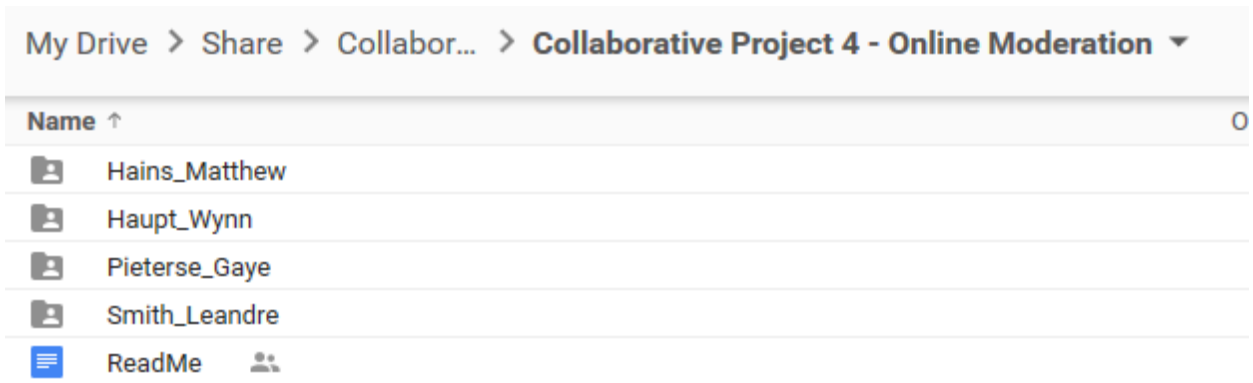 My Drive > Share > Collabor... > Collaborative Project 4 - Online Moderation
Name ↑ O
Hains_Matthew
Haupt_Wynn
Pieterse_Gaye
Smith_Leandre
ReadMe